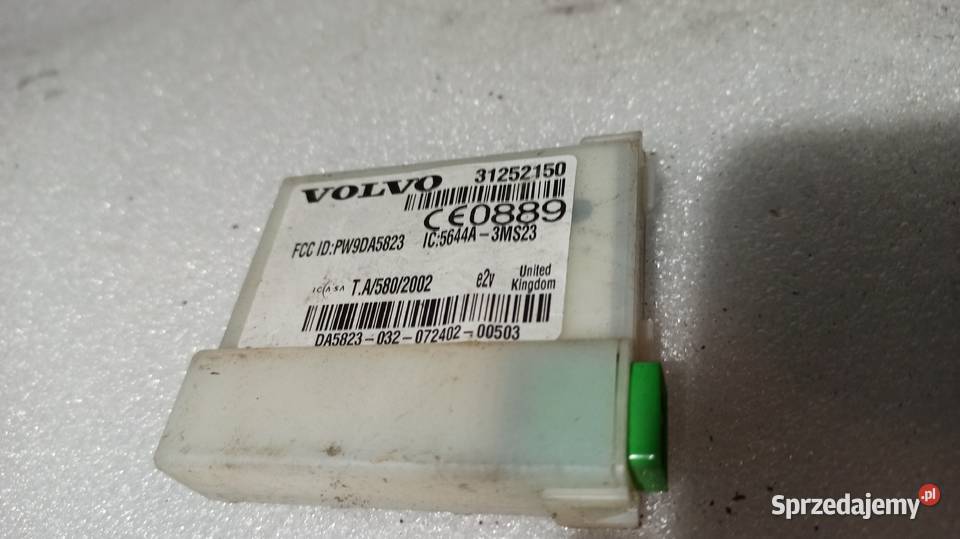 VOLVO 31252150
CE0889
FCC ID:PW9DA5823 IC:5644A-3MS23
ICASA T.A/580/2002 e2v United Kingdom
DA5823-032-072402-00503
Sprzedajemy.pl